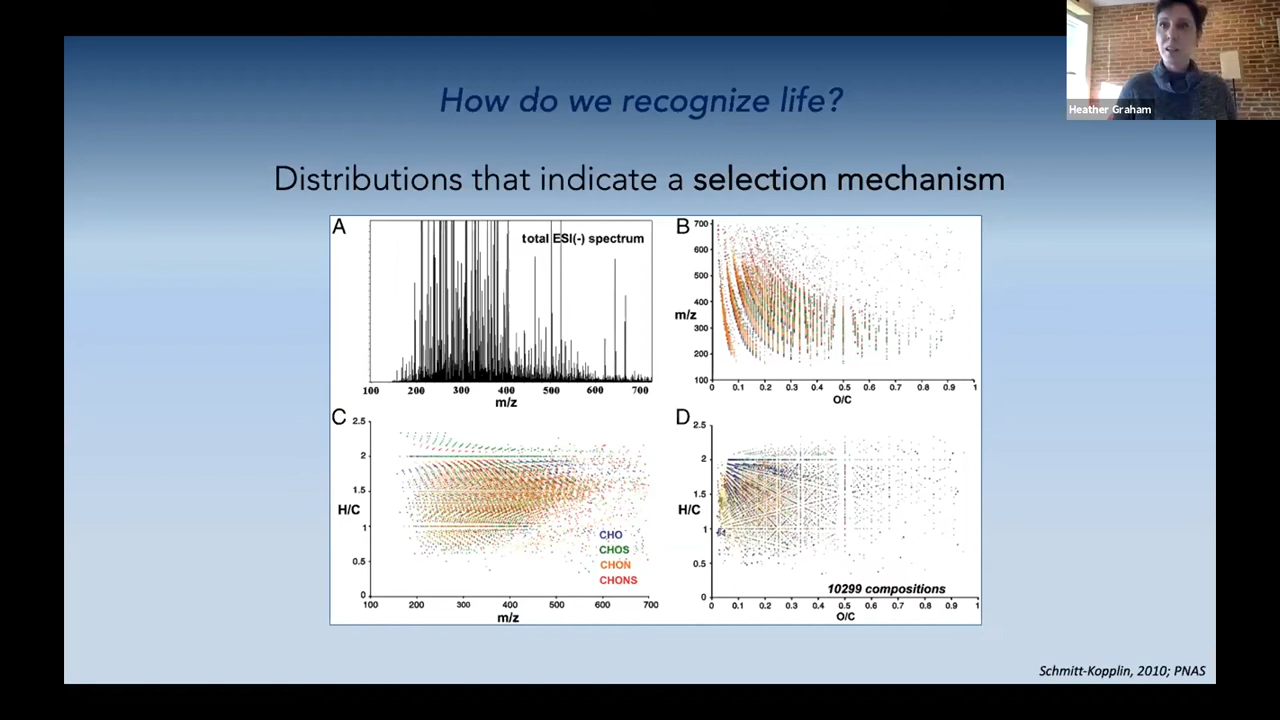 Heather Graham
How do we recognize life?
Distributions that indicate a selection mechanism
A
total ESI(-) spectrum
100 200 300 400 500 600 700
m/z
B
700
600
500
400
300
200
100
m/z
0 0.1 0.2 0.3 0.4 0.5 0.6 0.7 0.8 0.9 1
O/C
C
2.5
2
1.5
1
0.5
0
H/C
CHO
CHOS
CHON
CHONS
100 200 300 400 500 600 700
m/z
D
2.5
2
1.5
1
0.5
0
H/C
10299 compositions
0 0.1 0.2 0.3 0.4 0.5 0.6 0.7 0.8 0.9 1
O/C
Schmitt-Kopplin, 2010; PNAS